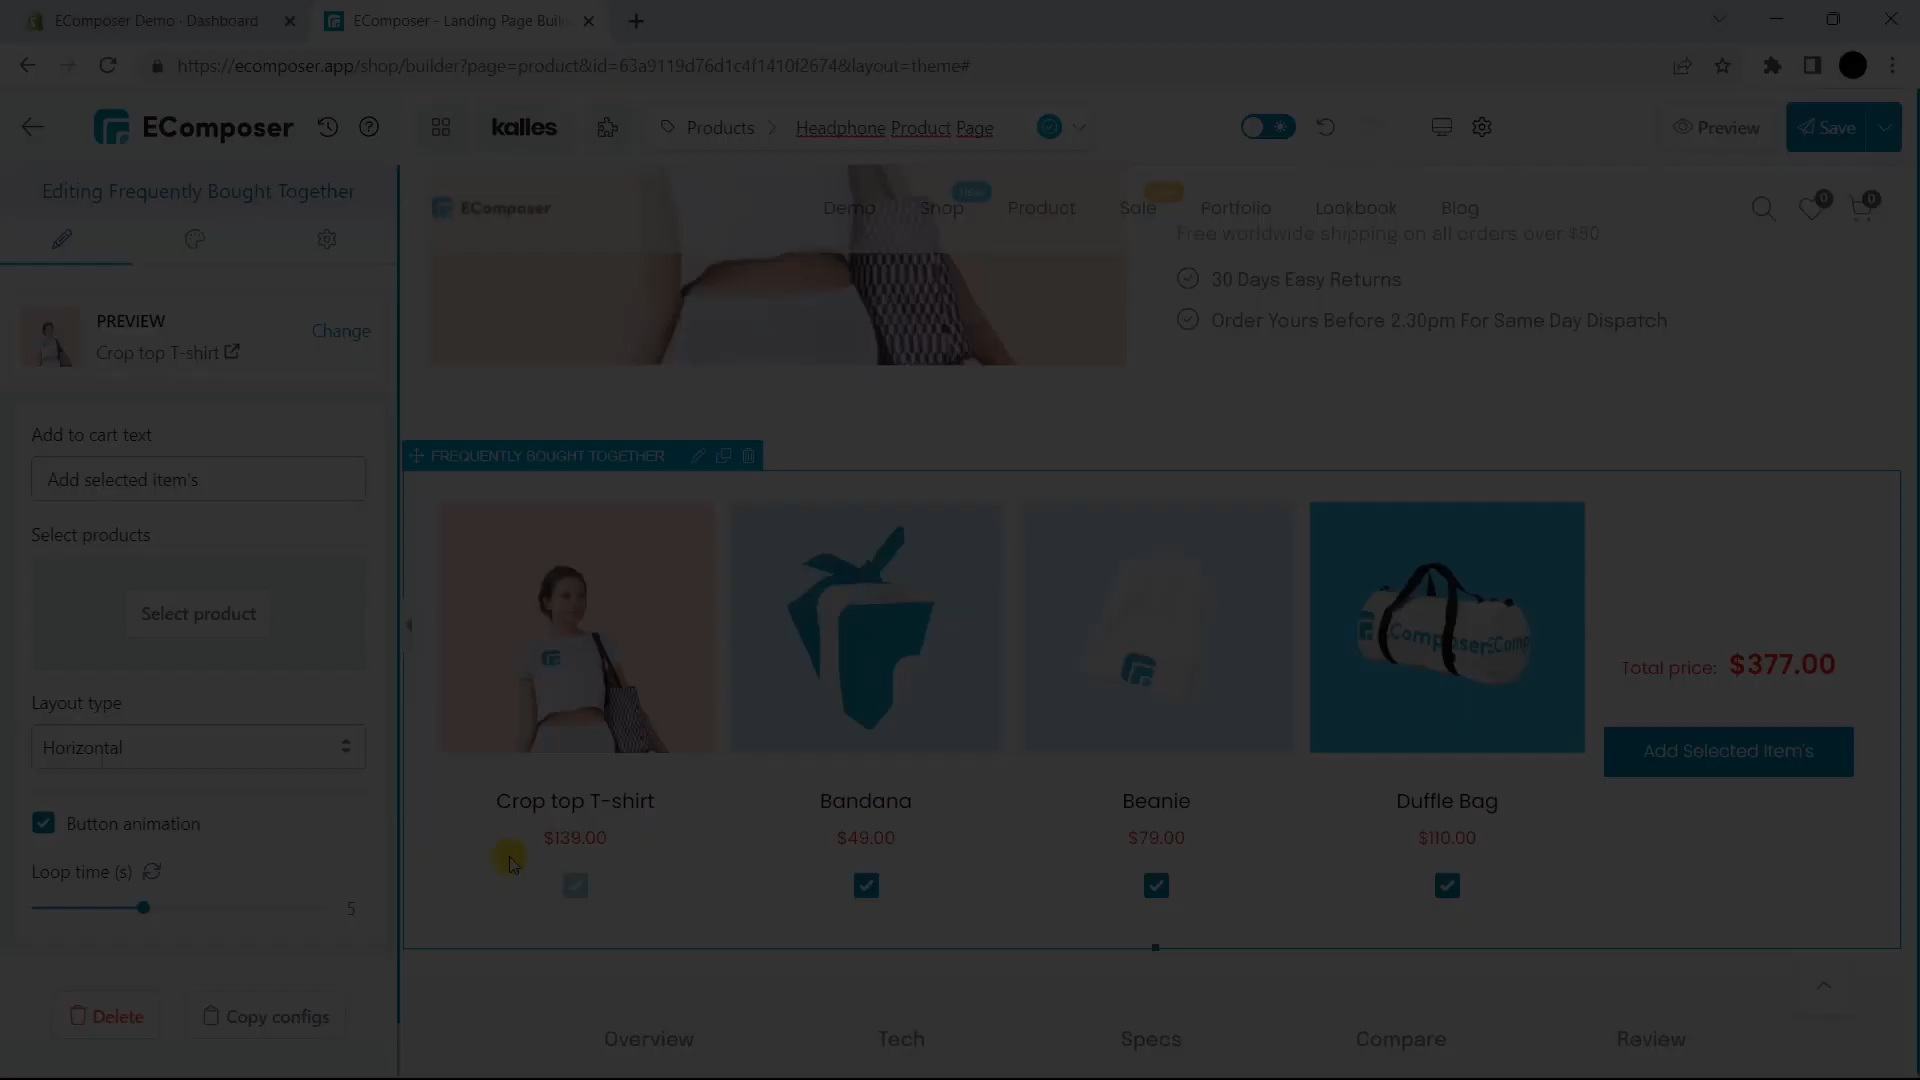 EComposer Demo · Dashboard
EComposer - Landing Page Buil
https://ecomposer.app/shop/builder?page=product&id=63a9119d76d1c4f1410f2674&layout=theme#
EComposer
kalles
Products
Headphone Product Page
Preview
Save
Editing Frequently Bought Together
PREVIEW
Crop top T-shirt
Change
Add to cart text
Add selected item's
Select products
Select product
Layout type
Horizontal
Button animation
Loop time (s)
5
Delete
Copy configs
EComposer
Demo
Shop
New
Product
Sale
Portfolio
Lookbook
Blog
0
0
Free worldwide shipping on all orders over $50
30 Days Easy Returns
Order Yours Before 2.30pm For Same Day Dispatch
FREQUENTLY BOUGHT TOGETHER
Crop top T-shirt
$139.00
Bandana
$49.00
Beanie
$79.00
EComposerEComp
Duffle Bag
$110.00
Total price: $377.00
Add Selected Item's
Overview
Tech
Specs
Compare
Review